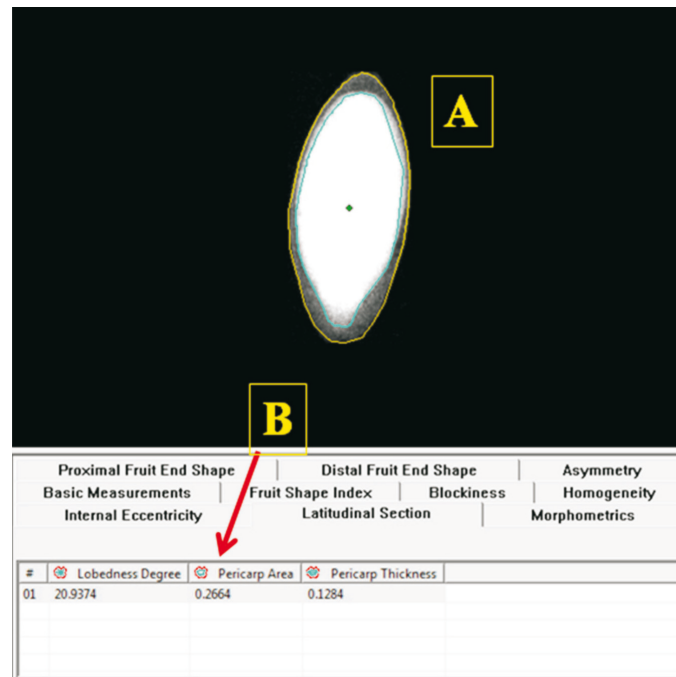 A
B
Proximal Fruit End Shape Distal Fruit End Shape Asymmetry
Basic Measurements Fruit Shape Index Blockiness Homogeneity
Internal Eccentricity Latitudinal Section Morphometrics
# Lobedness Degree Pericarp Area Pericarp Thickness
01 20.9374 0.2664 0.1284